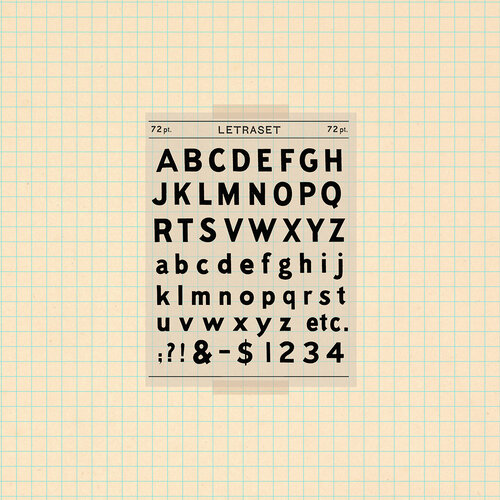 72 pt. LETRASET 72 pt.
ABCDEFGH
JKLMNOPQ
RTSVWXYZ
abcdefghij
klmnopqrst
uvwxyz etc.
;?!&-$1234